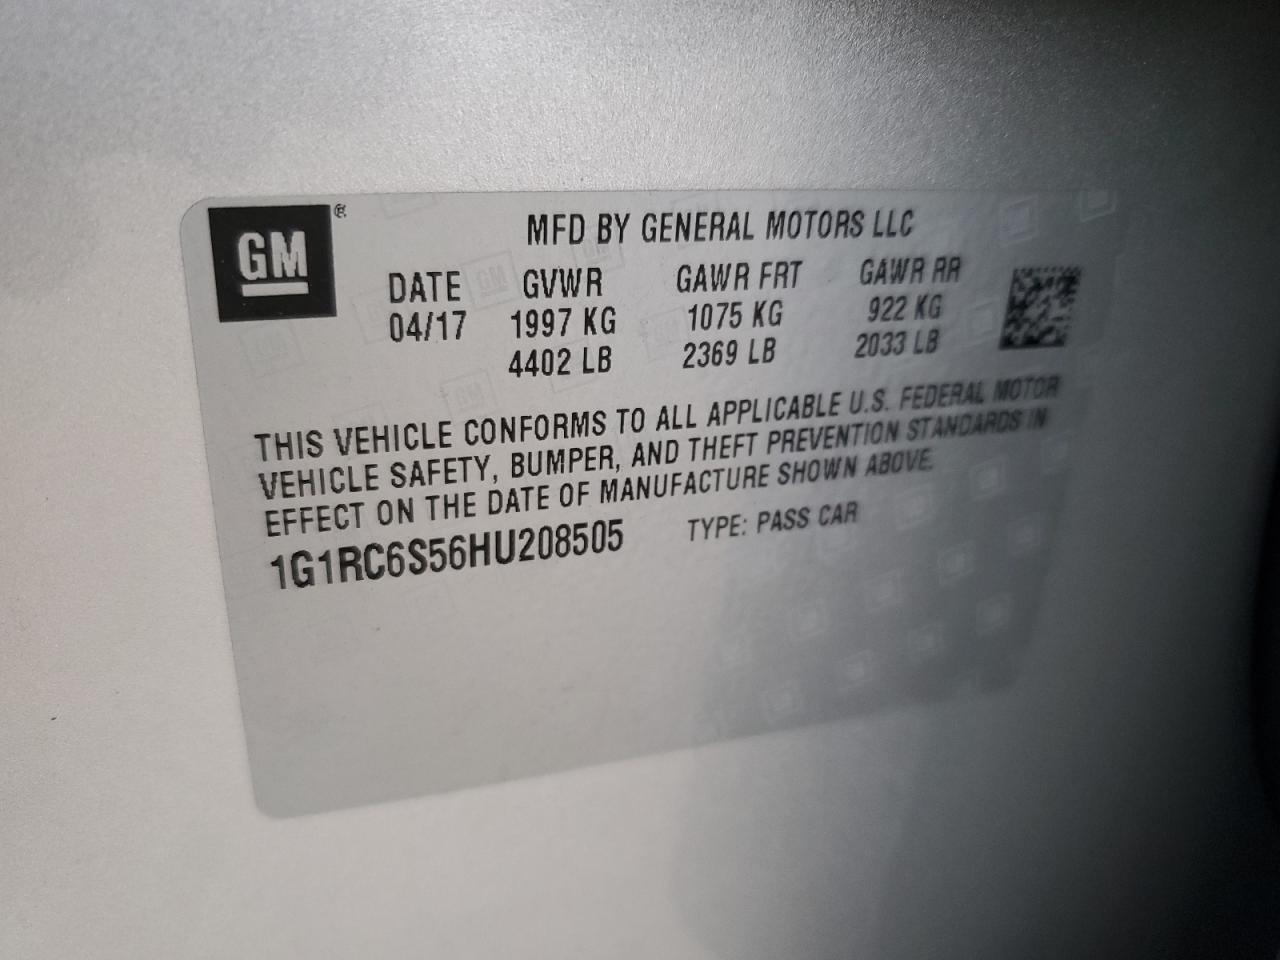 GM®
MFD BY GENERAL MOTORS LLC
DATE GVWR GAWR FRT GAWR RR
04/17 1997 KG 1075 KG 922 KG
4402 LB 2369 LB 2033 LB
THIS VEHICLE CONFORMS TO ALL APPLICABLE U.S. FEDERAL MOTOR
VEHICLE SAFETY, BUMPER, AND THEFT PREVENTION STANDARDS IN
EFFECT ON THE DATE OF MANUFACTURE SHOWN ABOVE.
1G1RC6S56HU208505 TYPE: PASS CAR